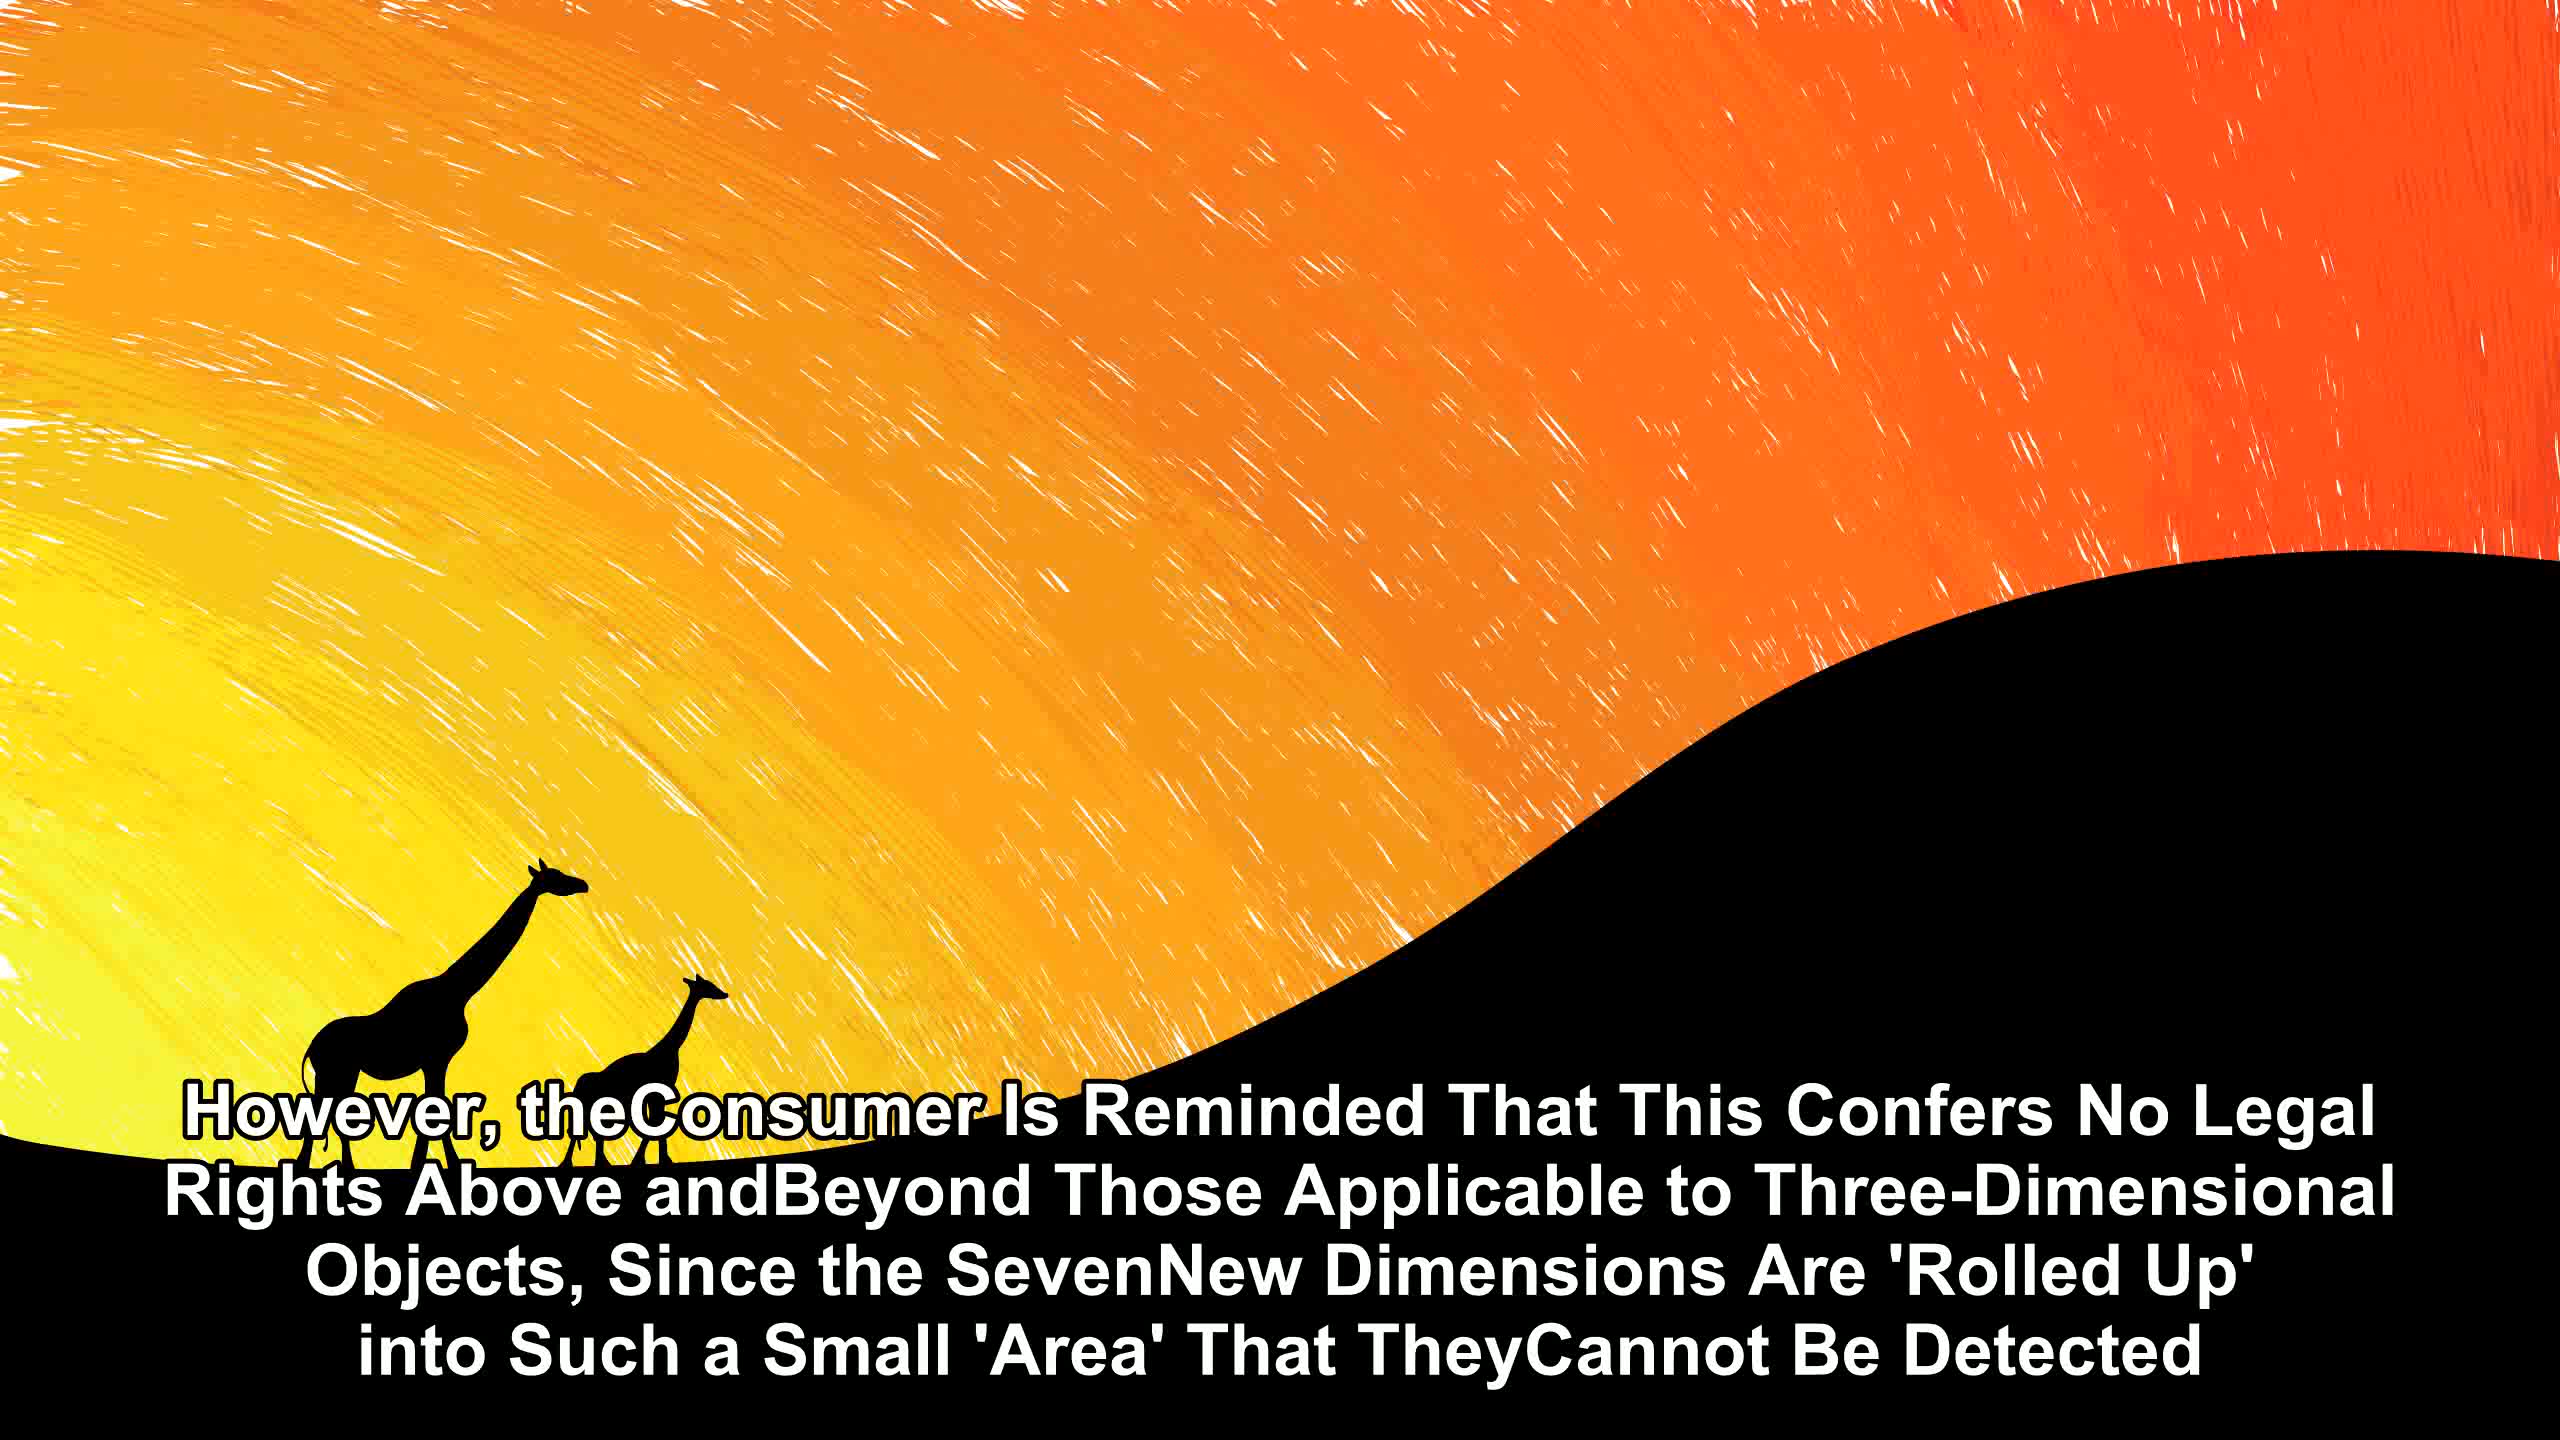 However, theConsumer Is Reminded That This Confers No Legal
Rights Above andBeyond Those Applicable to Three-Dimensional
Objects, Since the SevenNew Dimensions Are 'Rolled Up'
into Such a Small 'Area' That TheyCannot Be Detected